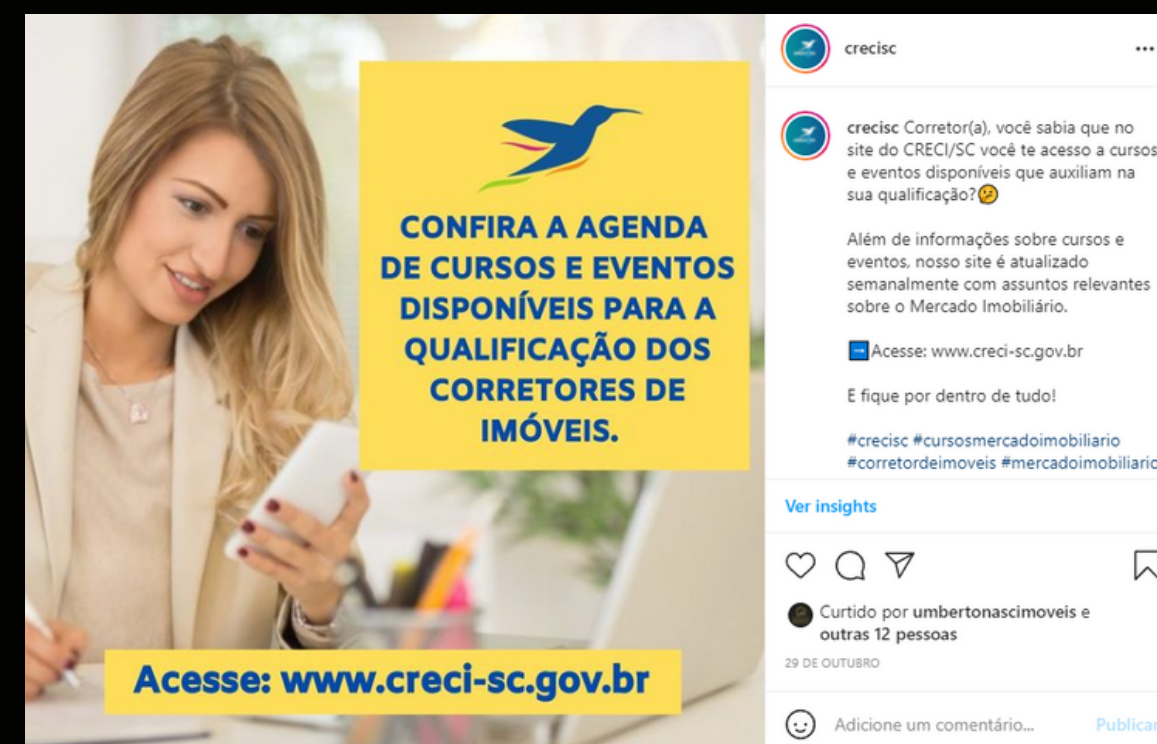 CONFIRA A AGENDA
DE CURSOS E EVENTOS
DISPONÍVEIS PARA A
QUALIFICAÇÃO DOS
CORRETORES DE
IMÓVEIS.
Acesse: www.creci-sc.gov.br
crecisc
crecisc Corretor(a), você sabia que no
site do CRECI/SC você te acesso a cursos
e eventos disponíveis que auxiliam na
sua qualificação?🤔
Além de informações sobre cursos e
eventos, nosso site é atualizado
semanalmente com assuntos relevantes
sobre o Mercado Imobiliário.
➡Acesse: www.creci-sc.gov.br
E fique por dentro de tudo!
#crecisc #cursosmercadoimobiliario
#corretordeimoveis #mercadoimobiliario
Ver insights
Curtido por umbertonascimoveis e
outras 12 pessoas
29 DE OUTUBRO
Adicione um comentário...
Publicar